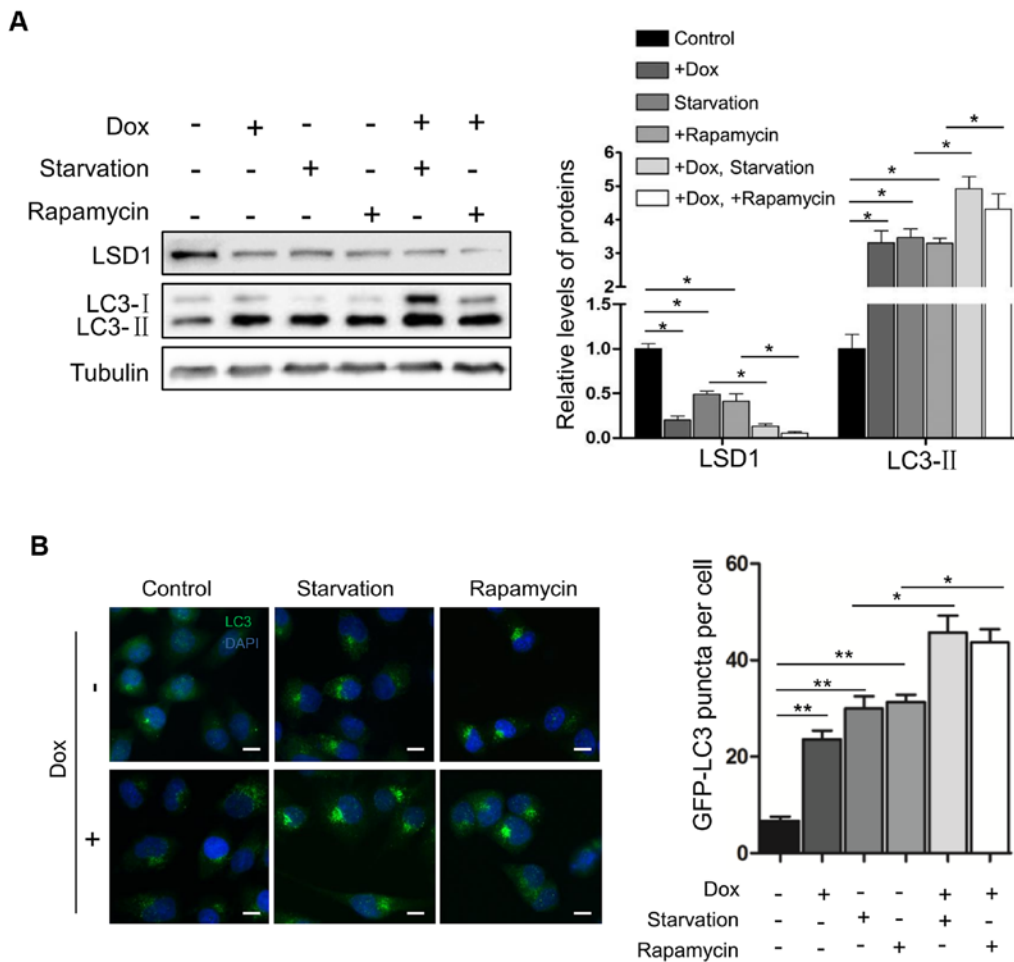 A
Dox - + - - + +
Starvation - - + - + -
Rapamycin - - - + - +
LSD1
LC3-Ⅰ
LC3-Ⅱ
Tubulin
Control
+Dox
Starvation
+Rapamycin
+Dox, Starvation
+Dox, +Rapamycin
Relative levels of proteins
6
5
4
3
2
1.5
1.0
0.5
0.0
* * * * *
* * * * *
LSD1 LC3-Ⅱ
B
Control Starvation Rapamycin
LC3
DAPI
Dox
-
+
GFP-LC3 puncta per cell
60
40
20
0
*
*
**
**
**
Dox - + - - + +
Starvation - - + - + -
Rapamycin - - - + - +